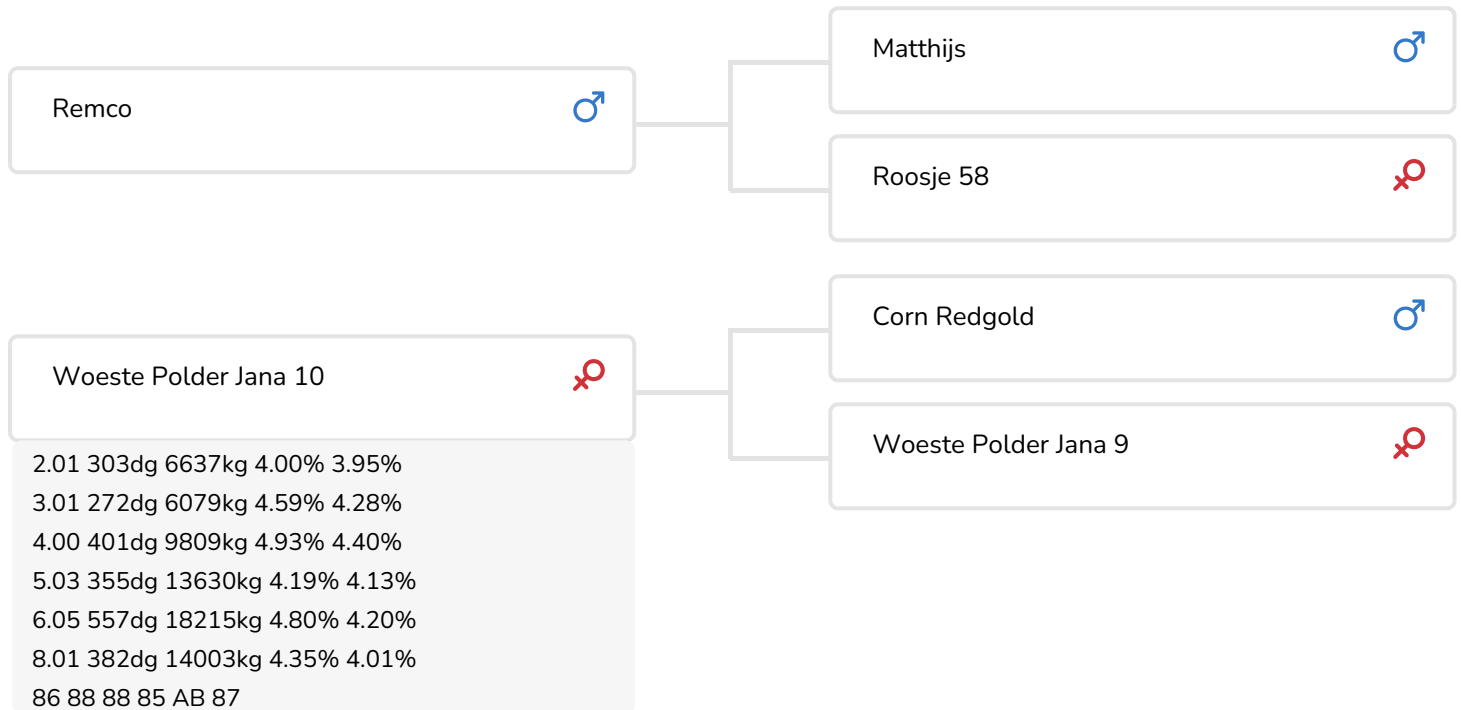 Remco
Matthijs
Roosje 58
Woeste Polder Jana 10
2.01 303dg 6637kg 4.00% 3.95%
3.01 272dg 6079kg 4.59% 4.28%
4.00 401dg 9809kg 4.93% 4.40%
5.03 355dg 13630kg 4.19% 4.13%
6.05 557dg 18215kg 4.80% 4.20%
8.01 382dg 14003kg 4.35% 4.01%
86 88 88 85 AB 87
Corn Redgold
Woeste Polder Jana 9